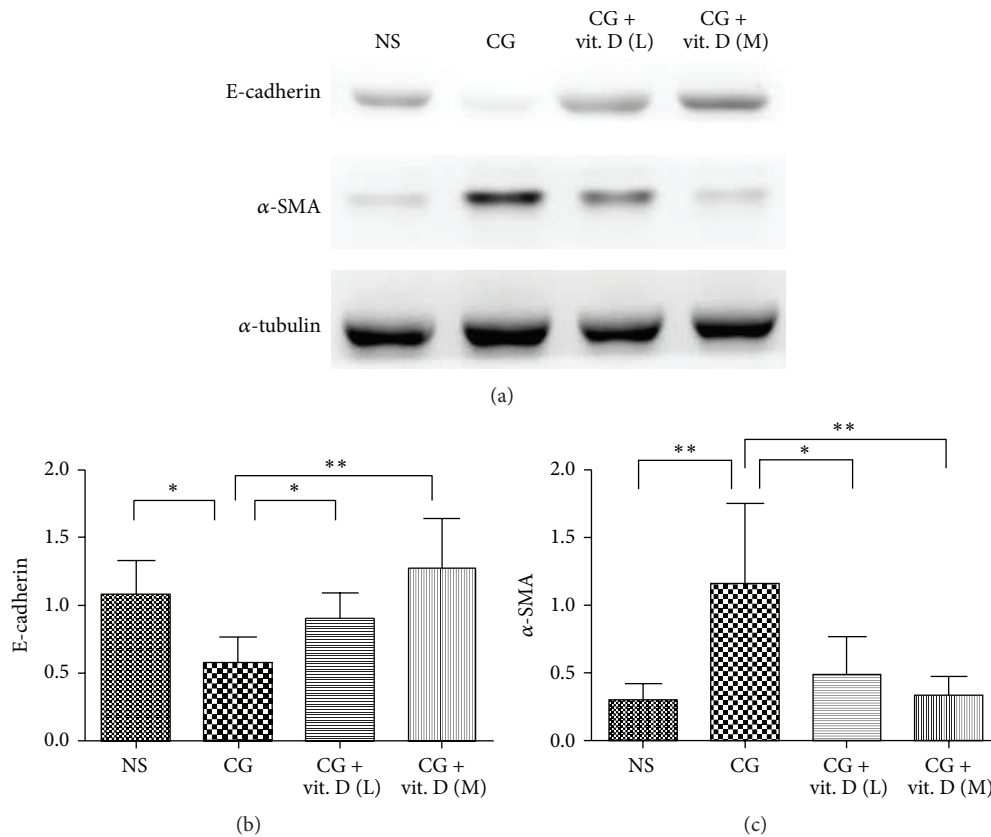 NS
CG
CG +
vit. D (L)
CG +
vit. D (M)
E-cadherin
α-SMA
α-tubulin
(a)
2.0
1.5
1.0
0.5
0.0
E-cadherin
*
*
**
NS
CG
CG +
vit. D (L)
CG +
vit. D (M)
(b)
2.0
1.5
1.0
0.5
0.0
α-SMA
**
*
**
NS
CG
CG +
vit. D (L)
CG +
vit. D (M)
(c)